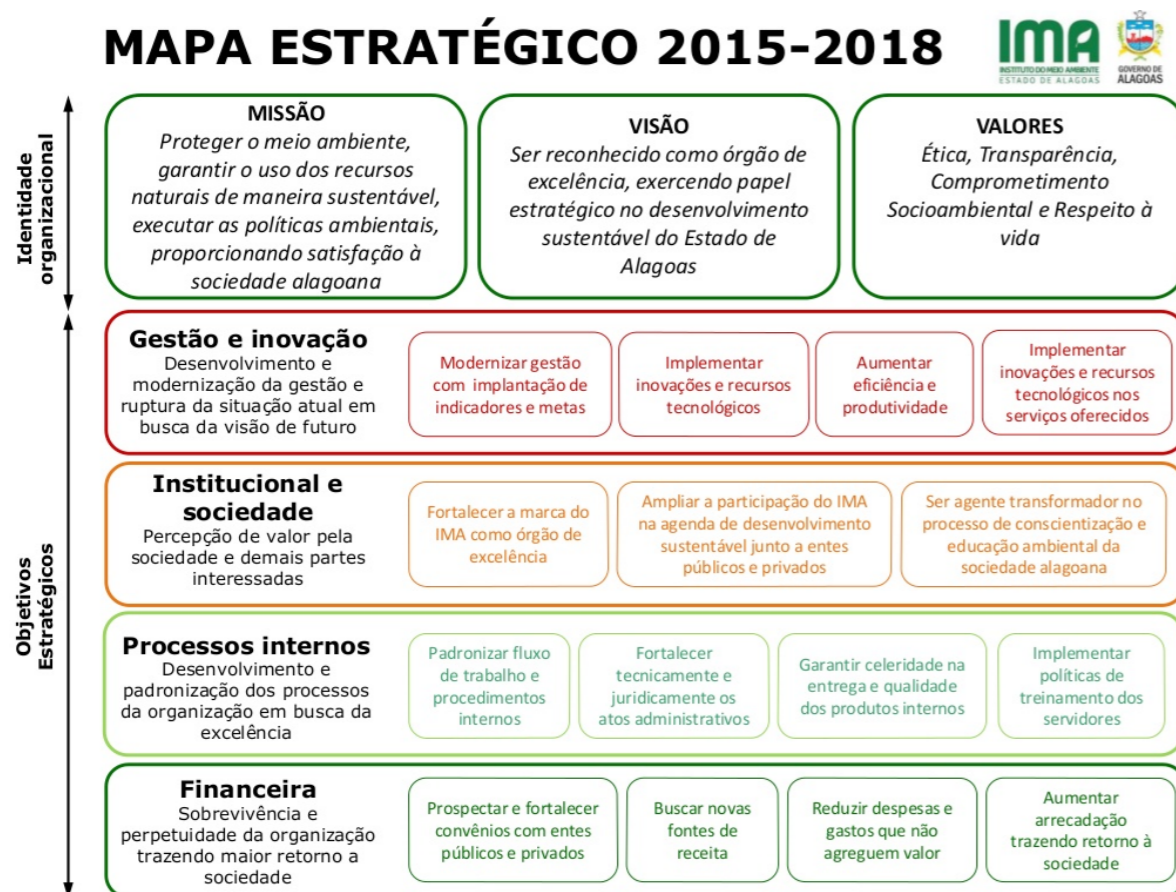 MAPA ESTRATÉGICO 2015-2018
IMA
INSTITUTO DO MEIO AMBIENTE
ESTADO DE ALAGOAS
GOVERNO DE
ALAGOAS
Identidade
organizacional
MISSÃO
Proteger o meio ambiente,
garantir o uso dos recursos
naturais de maneira sustentável,
executar as políticas ambientais,
proporcionando satisfação à
sociedade alagoana
VISÃO
Ser reconhecido como órgão de
excelência, exercendo papel
estratégico no desenvolvimento
sustentável do Estado de
Alagoas
VALORES
Ética, Transparência,
Comprometimento
Socioambiental e Respeito à
vida
Objetivos
Estratégicos
Gestão e inovação
Desenvolvimento e
modernização da gestão e
ruptura da situação atual em
busca da visão de futuro
Modernizar gestão
com implantação de
indicadores e metas
Implementar
inovações e recursos
tecnológicos
Aumentar
eficiência e
produtividade
Implementar
inovações e recursos
tecnológicos nos
serviços oferecidos
Institucional e
sociedade
Percepção de valor pela
sociedade e demais partes
interessadas
Fortalecer a marca do
IMA como órgão de
excelência
Ampliar a participação do IMA
na agenda de desenvolvimento
sustentável junto a entes
públicos e privados
Ser agente transformador no
processo de conscientização e
educação ambiental da
sociedade alagoana
Processos internos
Desenvolvimento e
padronização dos processos
da organização em busca da
excelência
Padronizar fluxo
de trabalho e
procedimentos
internos
Fortalecer
tecnicamente e
juridicamente os
atos administrativos
Garantir celeridade na
entrega e qualidade
dos produtos internos
Implementar
políticas de
treinamento dos
servidores
Financeira
Sobrevivência e
perpetuidade da organização
trazendo maior retorno a
sociedade
Prospectar e fortalecer
convênios com entes
públicos e privados
Buscar novas
fontes de
receita
Reduzir despesas e
gastos que não
agreguem valor
Aumentar
arrecadação
trazendo retorno à
sociedade